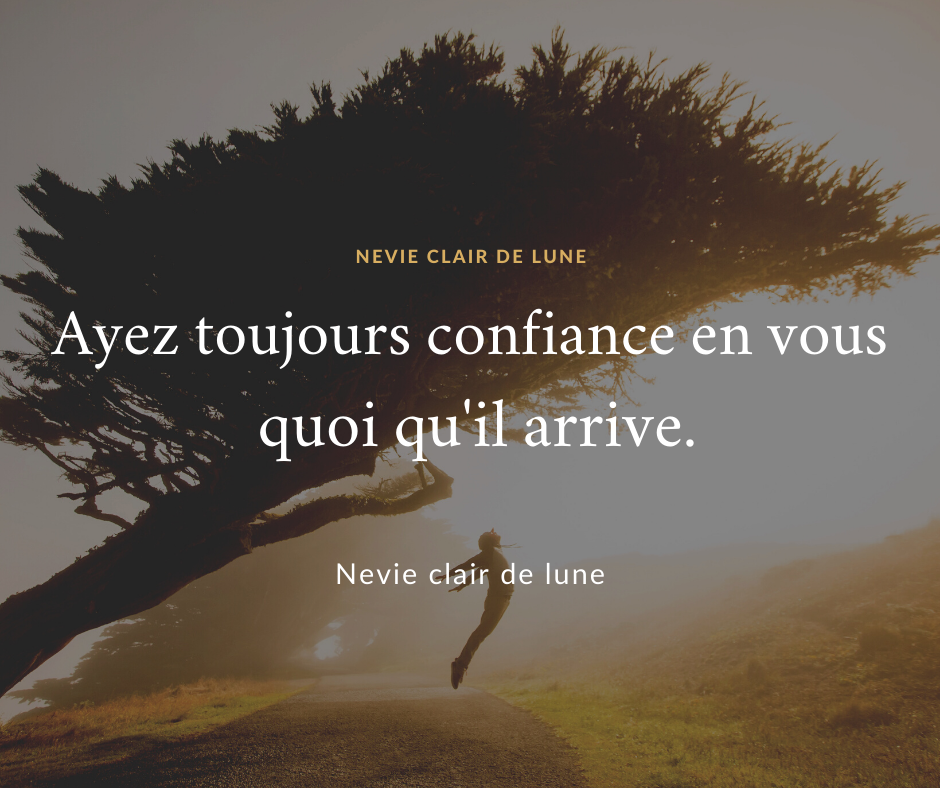 NEVIE CLAIR DE LUNE
Ayez toujours confiance en vous
quoi qu'il arrive.
Nevie clair de lune